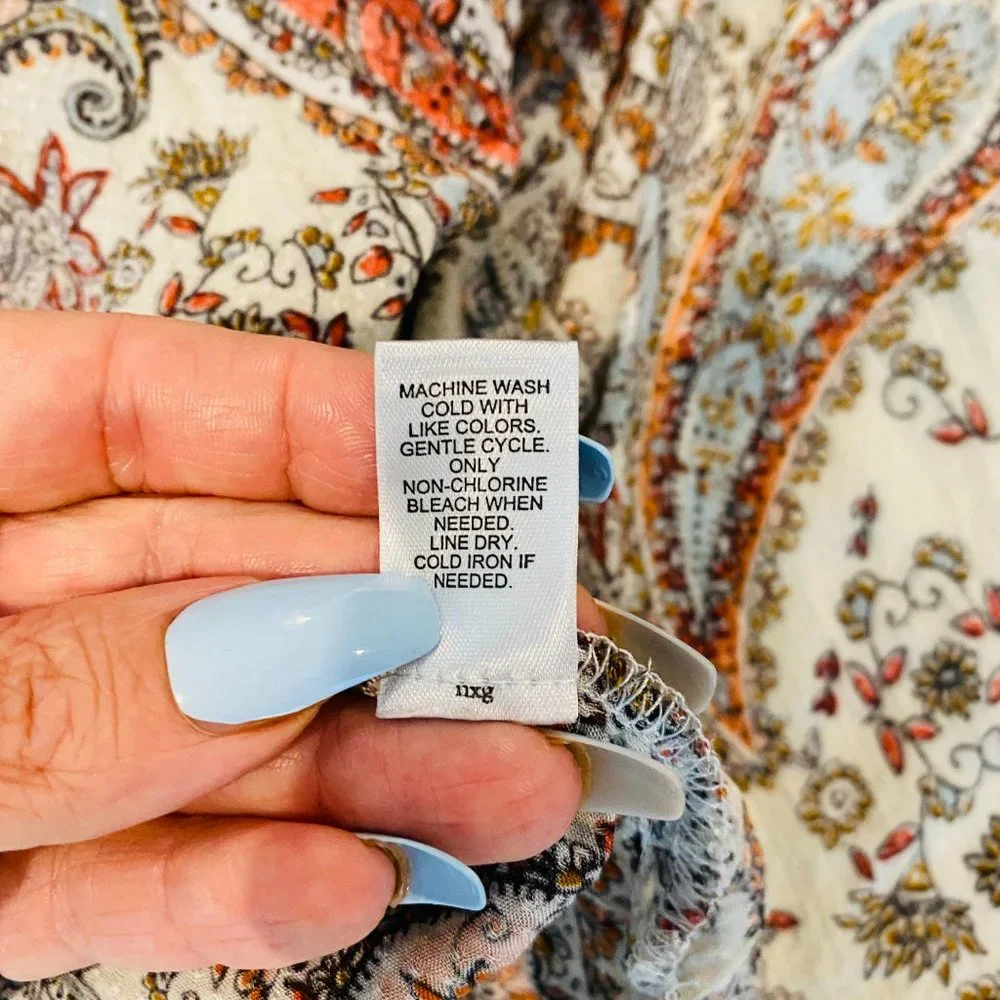 MACHINE WASH
COLD WITH
LIKE COLORS.
GENTLE CYCLE.
ONLY
NON-CHLORINE
BLEACH WHEN
NEEDED.
LINE DRY.
COLD IRON IF
NEEDED.
nxg